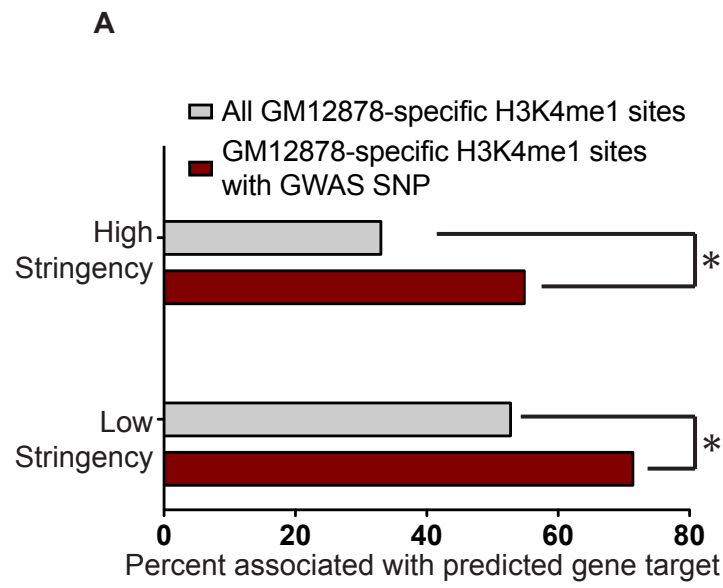 A
All GM12878-specific H3K4me1 sites
GM12878-specific H3K4me1 sites
with GWAS SNP
High
Stringency
*
Low
Stringency
*
0 20 40 60 80
Percent associated with predicted gene target